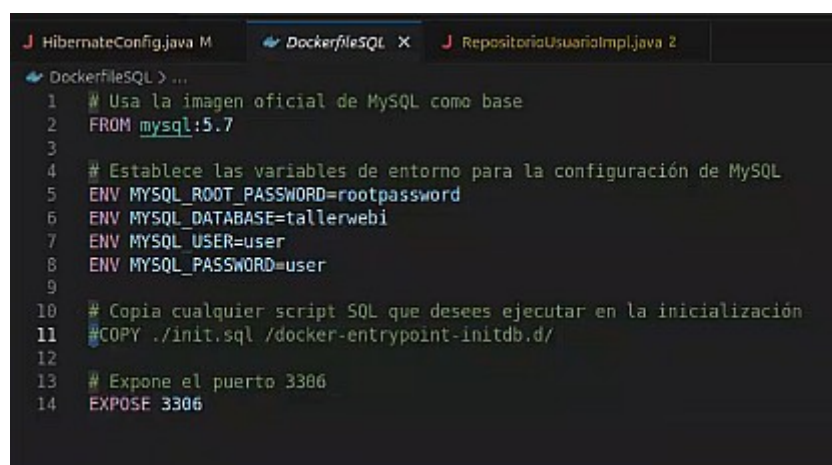 HibernateConfig.java M DockerfileSQL X RepositorioUsuarioImpl.java 2
DockerfileSQL > ...
1 # Usa la imagen oficial de MySQL como base
2 FROM mysql:5.7
3
4 # Establece las variables de entorno para la configuración de MySQL
5 ENV MYSQL_ROOT_PASSWORD=rootpassword
6 ENV MYSQL_DATABASE=tallerwebi
7 ENV MYSQL_USER=user
8 ENV MYSQL_PASSWORD=user
9
10 # Copia cualquier script SQL que desees ejecutar en la inicialización
11 #COPY ./init.sql /docker-entrypoint-initdb.d/
12
13 # Expone el puerto 3306
14 EXPOSE 3306